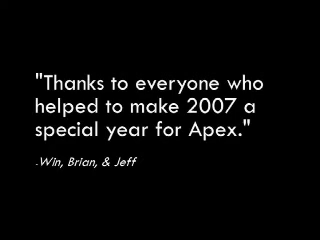 "Thanks to everyone who
helped to make 2007 a
special year for Apex."
-Win, Brian, & Jeff